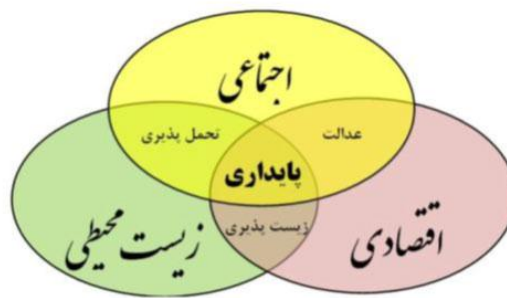 اجتماعی
عدالت
تحمل پذیری
پایداری
زیست پذیری
اقتصادی
زیست محیطی